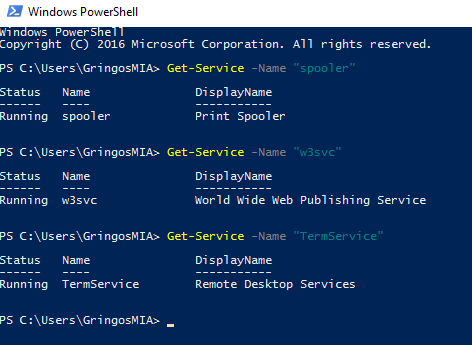 Windows PowerShell
Windows PowerShell
Copyright (C) 2016 Microsoft Corporation. All rights reserved.
PS C:\Users\GringosMIA> Get-Service -Name "spooler"
Status   Name               DisplayName
------   ----               -----------
Running  spooler            Print Spooler
PS C:\Users\GringosMIA> Get-Service -Name "w3svc"
Status   Name               DisplayName
------   ----               -----------
Running  w3svc              World Wide Web Publishing Service
PS C:\Users\GringosMIA> Get-Service -Name "TermService"
Status   Name               DisplayName
------   ----               -----------
Running  TermService        Remote Desktop Services
PS C:\Users\GringosMIA> _